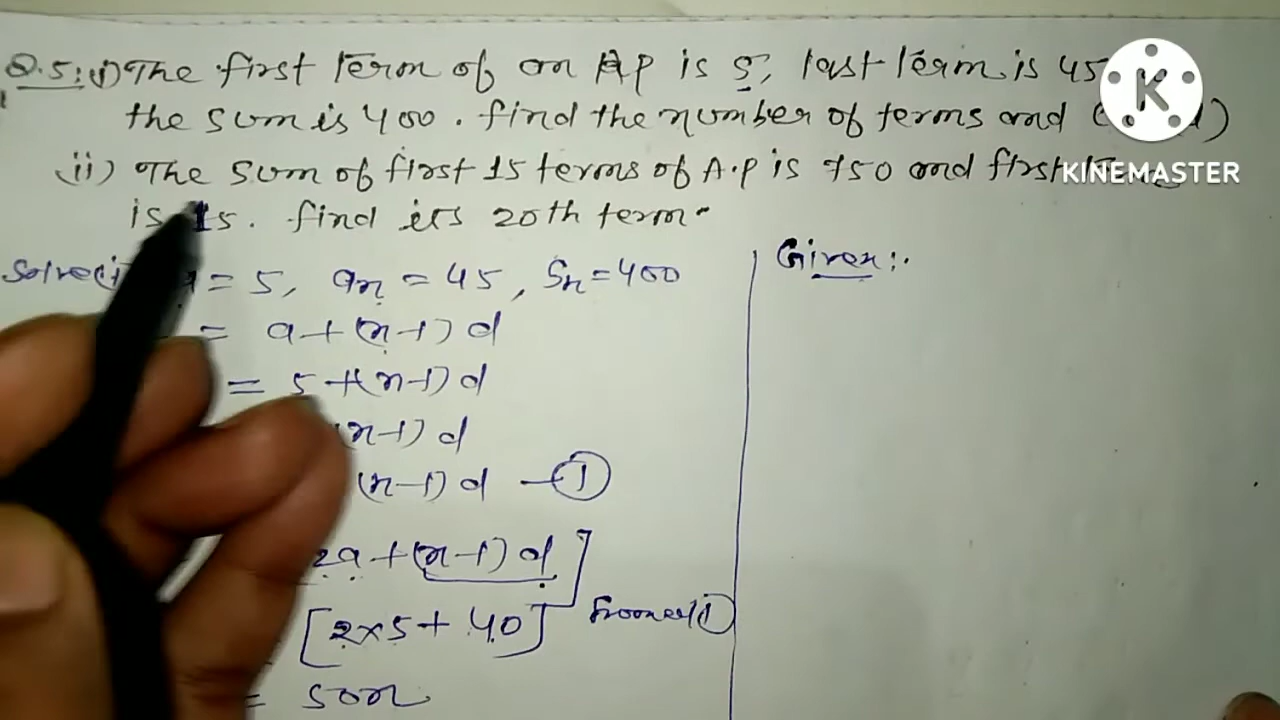 Q.5:(i) The first term of an AP is 5, last term is 45
the sum is 400. find the number of terms and
(ii) The sum of first 15 terms of A.P is 750 and first
is 15. find its 20th term.
Solve(i) = 5, an = 45, Sn = 400
= a+(n-1) d
= 5+(n-1) d
(n-1) d
(n-1) d —(1)
2a+(n-1) d]
[2×5+ 40] from (1)
= 50n
Given:.
K
KINEMASTER